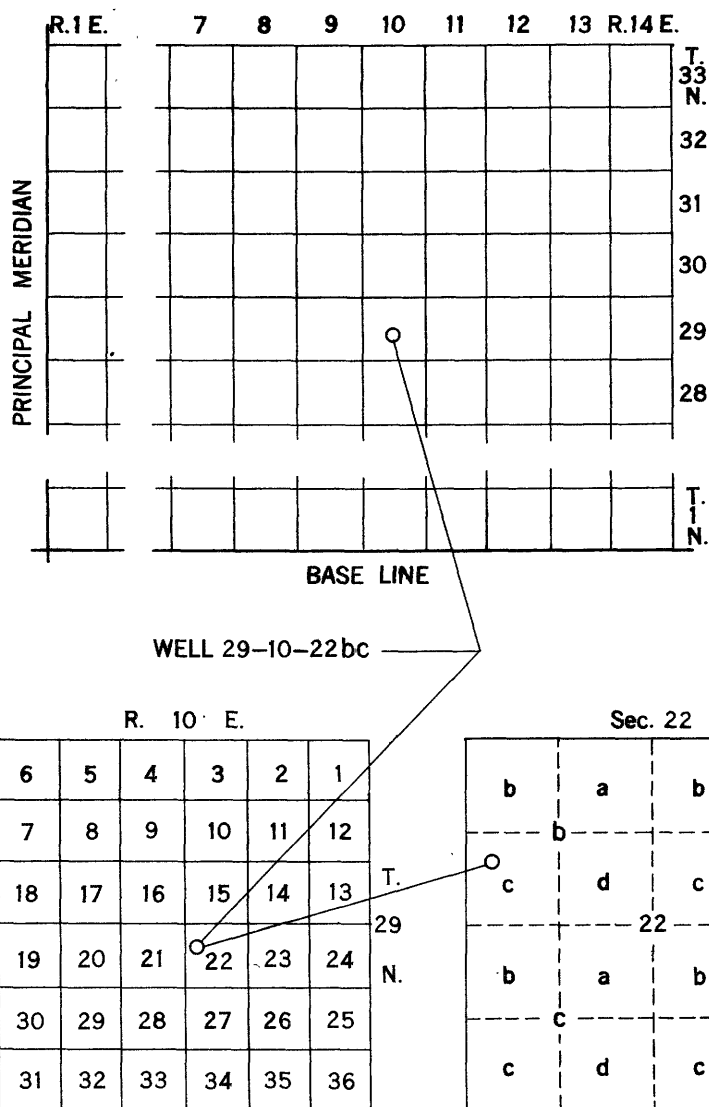 R.1 E. 7 8 9 10 11 12 13 R.14 E.
T.
33
N.
32
31
30
29
28
PRINCIPAL MERIDIAN
T.
1
N.
BASE LINE
WELL 29-10-22bc
R. 10 E.
6 5 4 3 2 1
7 8 9 10 11 12
18 17 16 15 14 13
19 20 21 22 23 24
30 29 28 27 26 25
31 32 33 34 35 36
T.
29
N.
Sec. 22
b a b
b
c d c
22
b a b
c
c d c